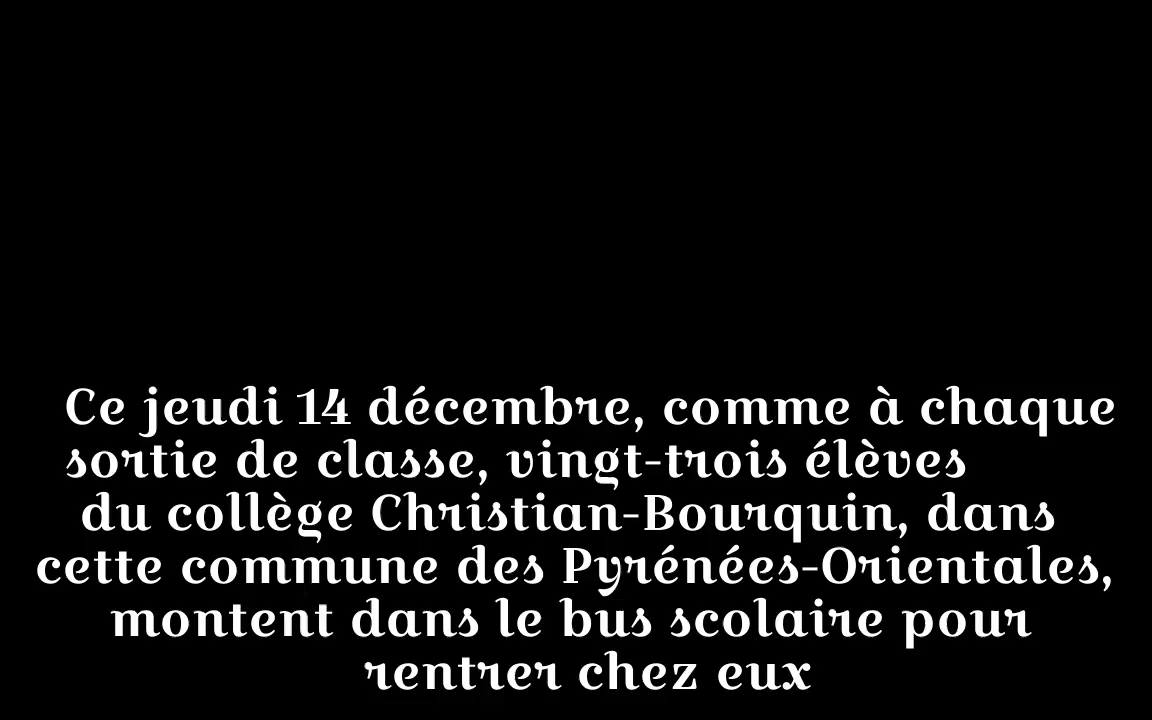 Ce jeudi 14 décembre, comme à chaque
sortie de classe, vingt-trois élèves
du collège Christian-Bourquin, dans
cette commune des Pyrénées-Orientales,
montent dans le bus scolaire pour
rentrer chez eux